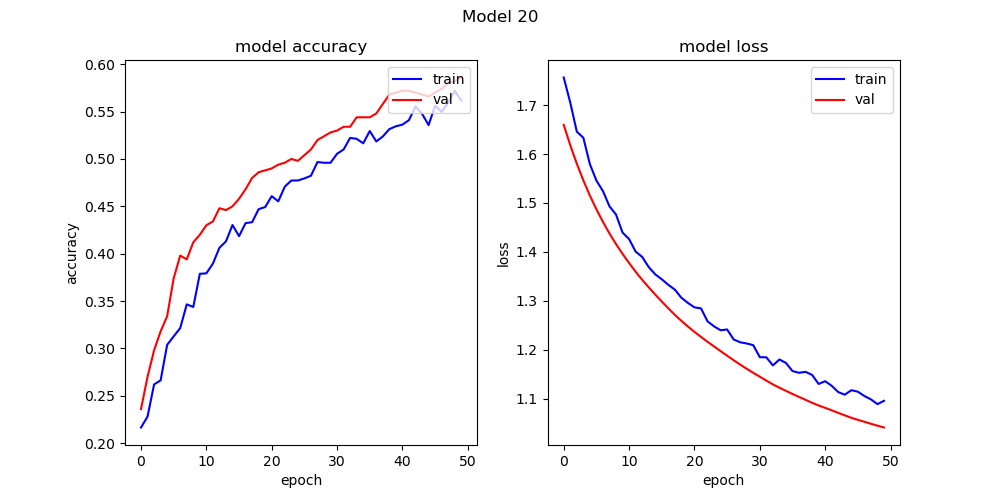 Model 20
model accuracy
train
val
0.60
0.55
0.50
0.45
0.40
0.35
0.30
0.25
0.20
accuracy
0 10 20 30 40 50
epoch
model loss
train
val
1.7
1.6
1.5
1.4
1.3
1.2
1.1
loss
0 10 20 30 40 50
epoch